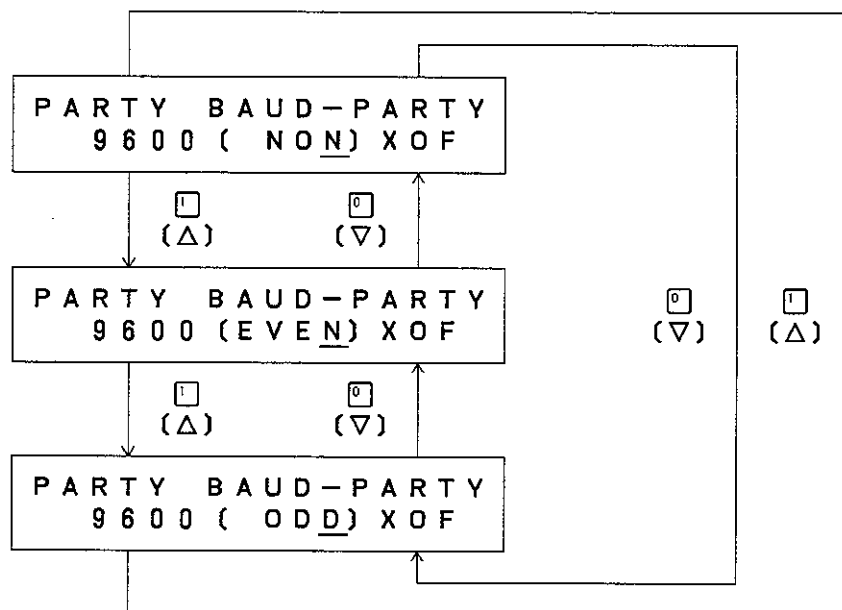 PARTY BAUD-PARTY
9600( NON) XOF
1 0
(△) (▽)
PARTY BAUD-PARTY
9600 (EVEN) XOF
0 1
(▽) (△)
1 0
(△) (▽)
PARTY BAUD-PARTY
9600( ODD) XOF